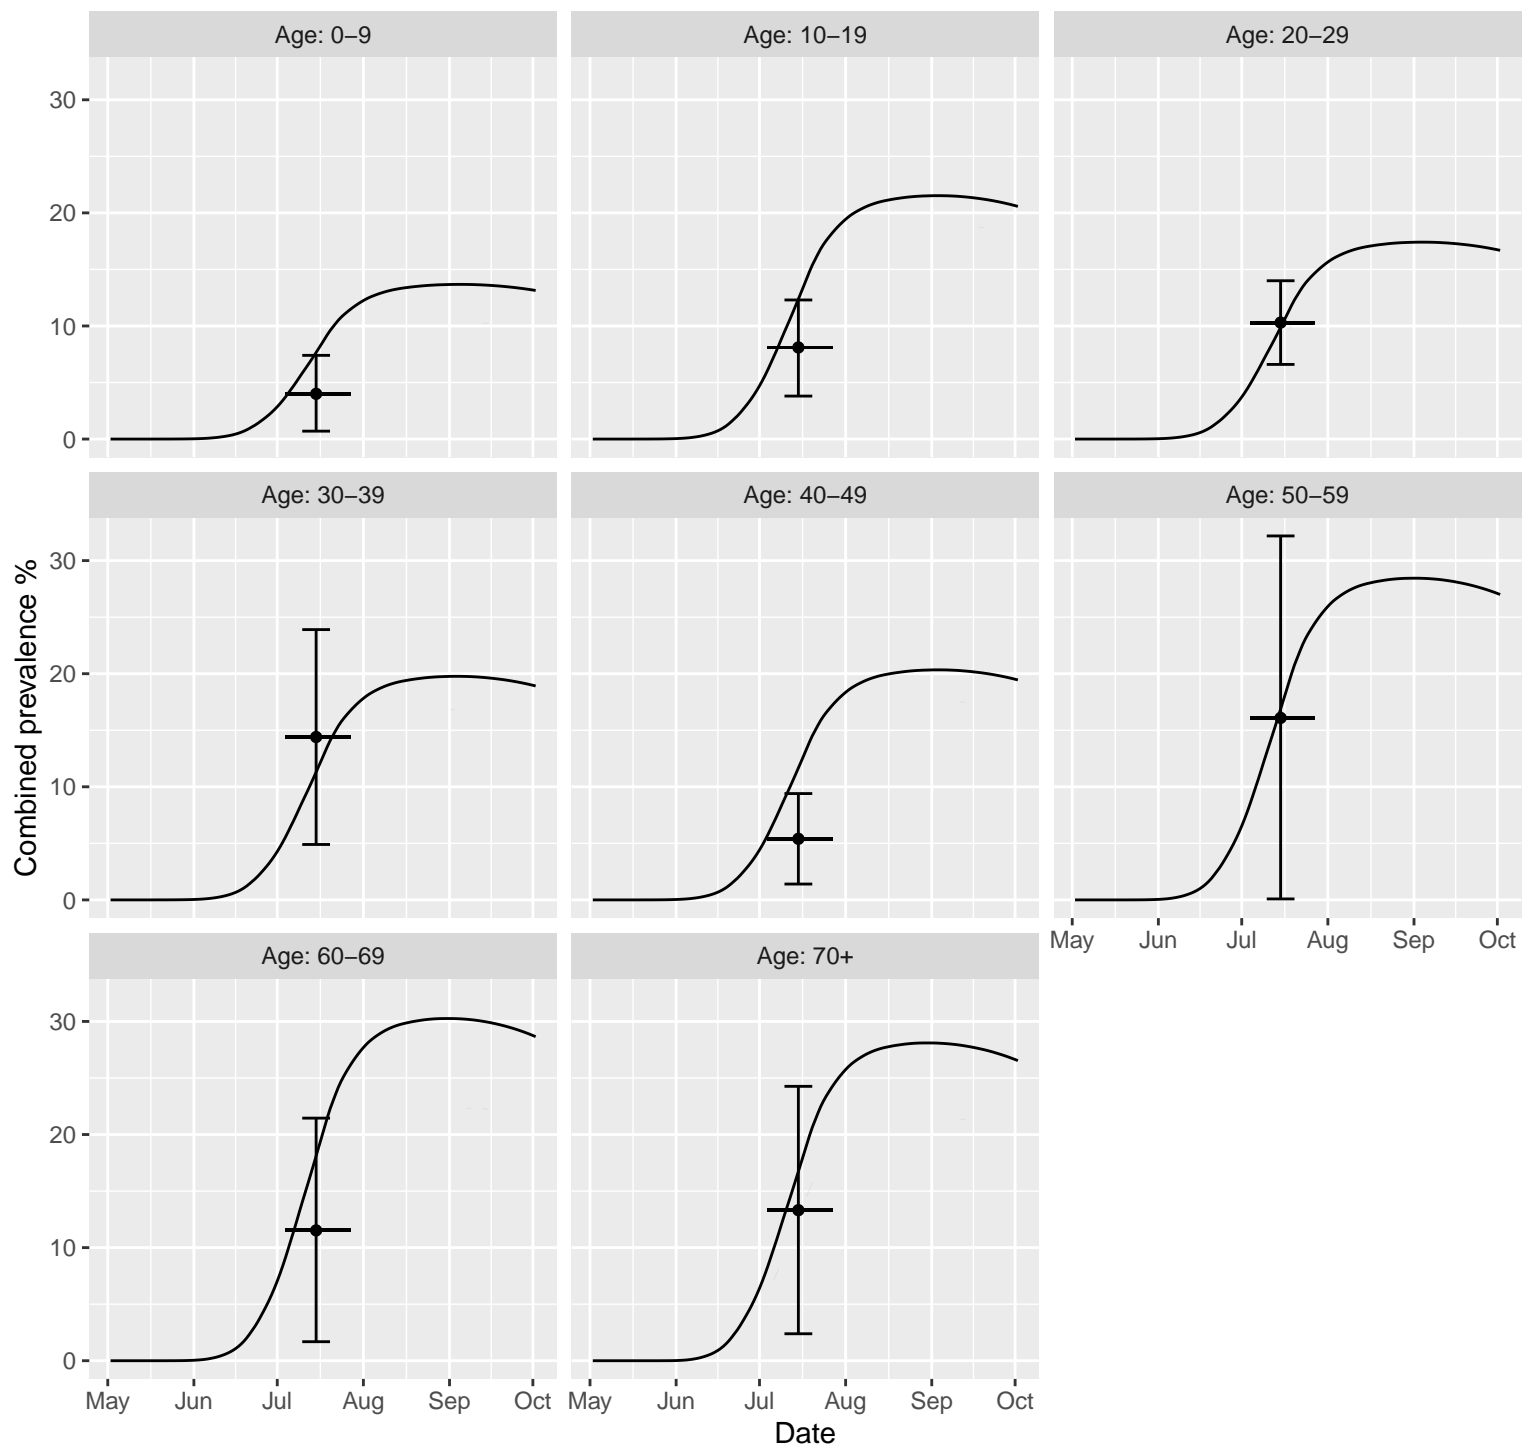 Age: 0–9
Age: 10–19
Age: 20–29
30
20
10
0
Age: 30–39
Age: 40–49
Age: 50–59
30
20
10
0
May Jun Jul Aug Sep Oct
Age: 60–69
Age: 70+
30
20
10
0
May Jun Jul Aug Sep Oct
May Jun Jul Aug Sep Oct
Date
Combined prevalence %